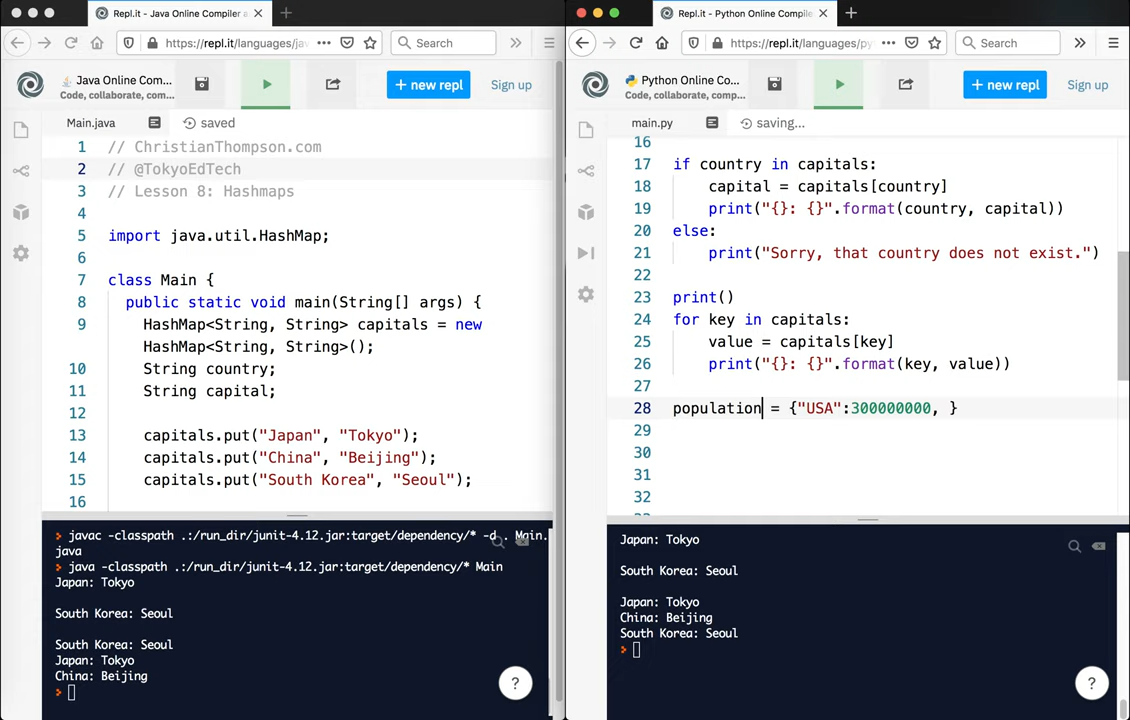 Repl.it - Java Online Compiler a
https://repl.it/languages/jav
Search
Java Online Com...
Code, collaborate, com...
+ new repl
Sign up
Main.java
saved
1 // ChristianThompson.com
2 // @TokyoEdTech
3 // Lesson 8: Hashmaps
4
5 import java.util.HashMap;
6
7 class Main {
8 public static void main(String[] args) {
9 HashMap<String, String> capitals = new
HashMap<String, String>();
10 String country;
11 String capital;
12
13 capitals.put("Japan", "Tokyo");
14 capitals.put("China", "Beijing");
15 capitals.put("South Korea", "Seoul");
16
javac -classpath .:/run_dir/junit-4.12.jar:target/dependency/* -d . Main.
java
java -classpath .:/run_dir/junit-4.12.jar:target/dependency/* Main
Japan: Tokyo
South Korea: Seoul
South Korea: Seoul
Japan: Tokyo
China: Beijing
?
Repl.it - Python Online Compile
https://repl.it/languages/py
Search
Python Online Co...
Code, collaborate, comp...
+ new repl
Sign up
main.py
saving...
16
17 if country in capitals:
18 capital = capitals[country]
19 print("{}: {}".format(country, capital))
20 else:
21 print("Sorry, that country does not exist.")
22
23 print()
24 for key in capitals:
25 value = capitals[key]
26 print("{}: {}".format(key, value))
27
28 population = {"USA":300000000, }
29
30
31
32
Japan: Tokyo
South Korea: Seoul
Japan: Tokyo
China: Beijing
South Korea: Seoul
?